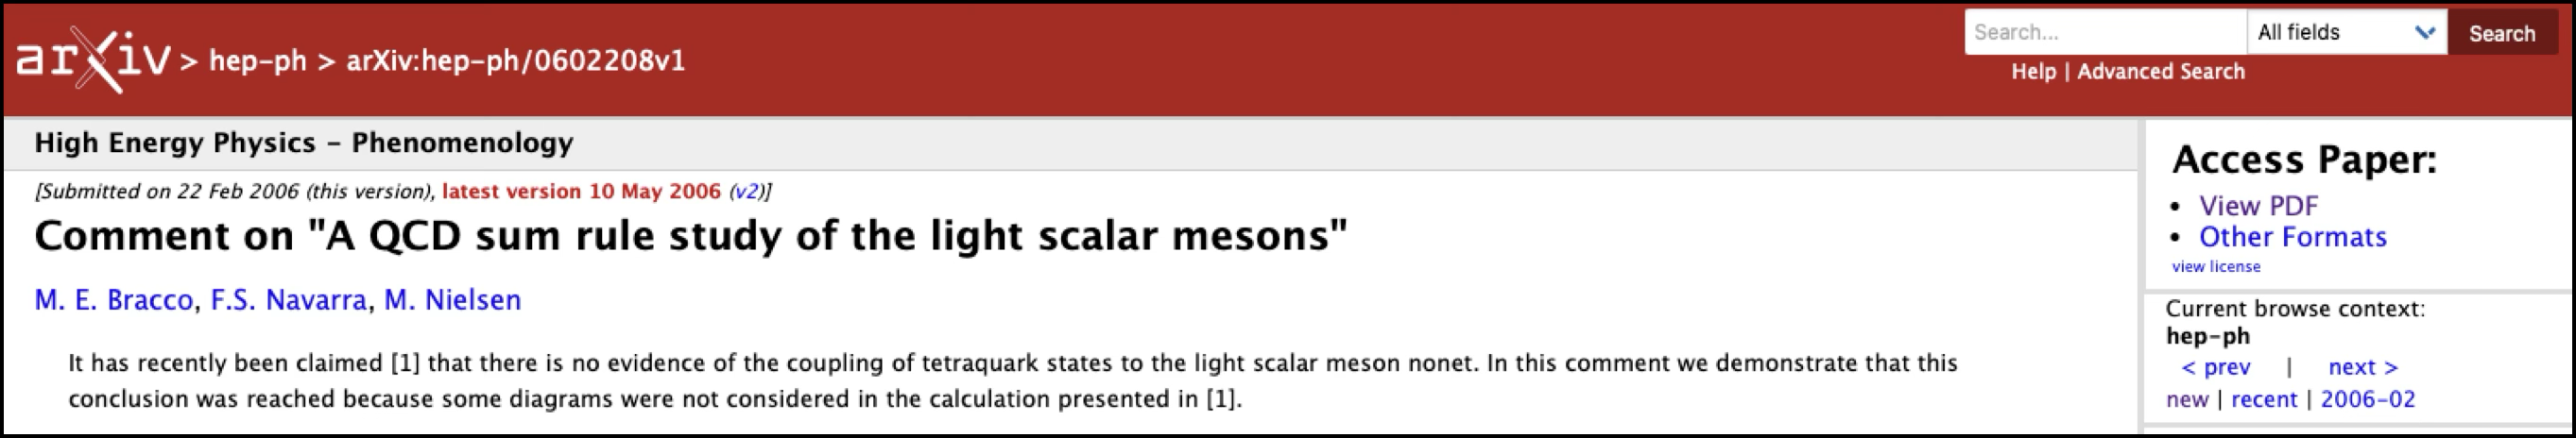 arXiv > hep-ph > arXiv:hep-ph/0602208v1
Search...
All fields
Search
Help | Advanced Search
High Energy Physics – Phenomenology
[Submitted on 22 Feb 2006 (this version), latest version 10 May 2006 (v2)]
Comment on "A QCD sum rule study of the light scalar mesons"
M. E. Bracco, F.S. Navarra, M. Nielsen
It has recently been claimed [1] that there is no evidence of the coupling of tetraquark states to the light scalar meson nonet. In this comment we demonstrate that this
conclusion was reached because some diagrams were not considered in the calculation presented in [1].
Access Paper:
• View PDF
• Other Formats
view license
Current browse context:
hep-ph
< prev | next >
new | recent | 2006-02